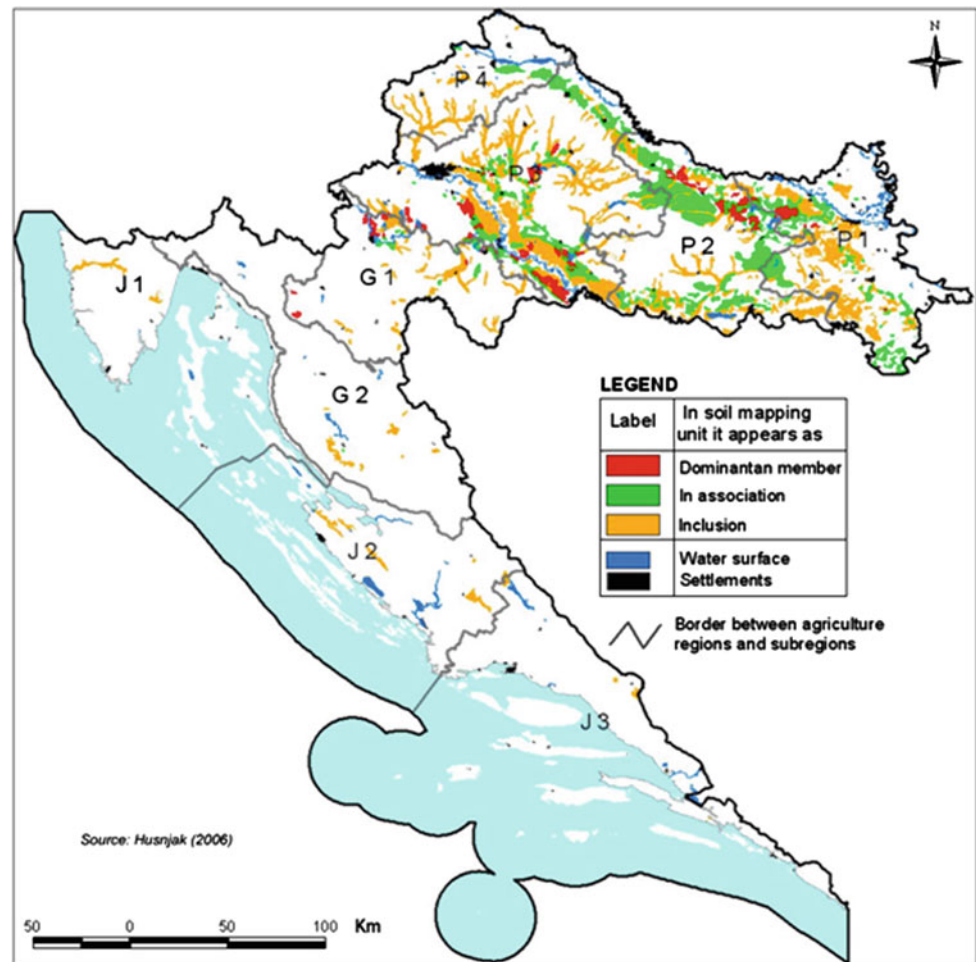 N
P 4
P 3
P 2
P 1
G 1
J 1
G 2
J 2
J 3
LEGEND
Label
In soil mapping
unit it appears as
Dominantan member
In association
Inclusion
Water surface
Settlements
Border between agriculture
regions and subregions
Source: Husnjak (2006)
50 0 50 100 Km